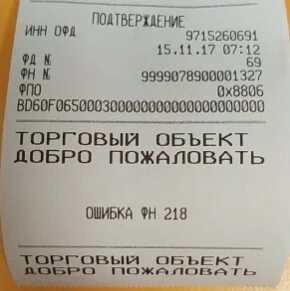 ПОДТВЕРЖДЕНИЕ
ИНН ОФД 9715260691
15.11.17 07:12
ФД № 69
ФН № 9999078900001327
ФПО 0x8806
BD60F06500030000000000000000000000
ТОРГОВЫЙ ОБЪЕКТ
ДОБРО ПОЖАЛОВАТЬ
ОШИБКА ФН 218
ТОРГОВЫЙ ОБЪЕКТ
ДОБРО ПОЖАЛОВАТЬ